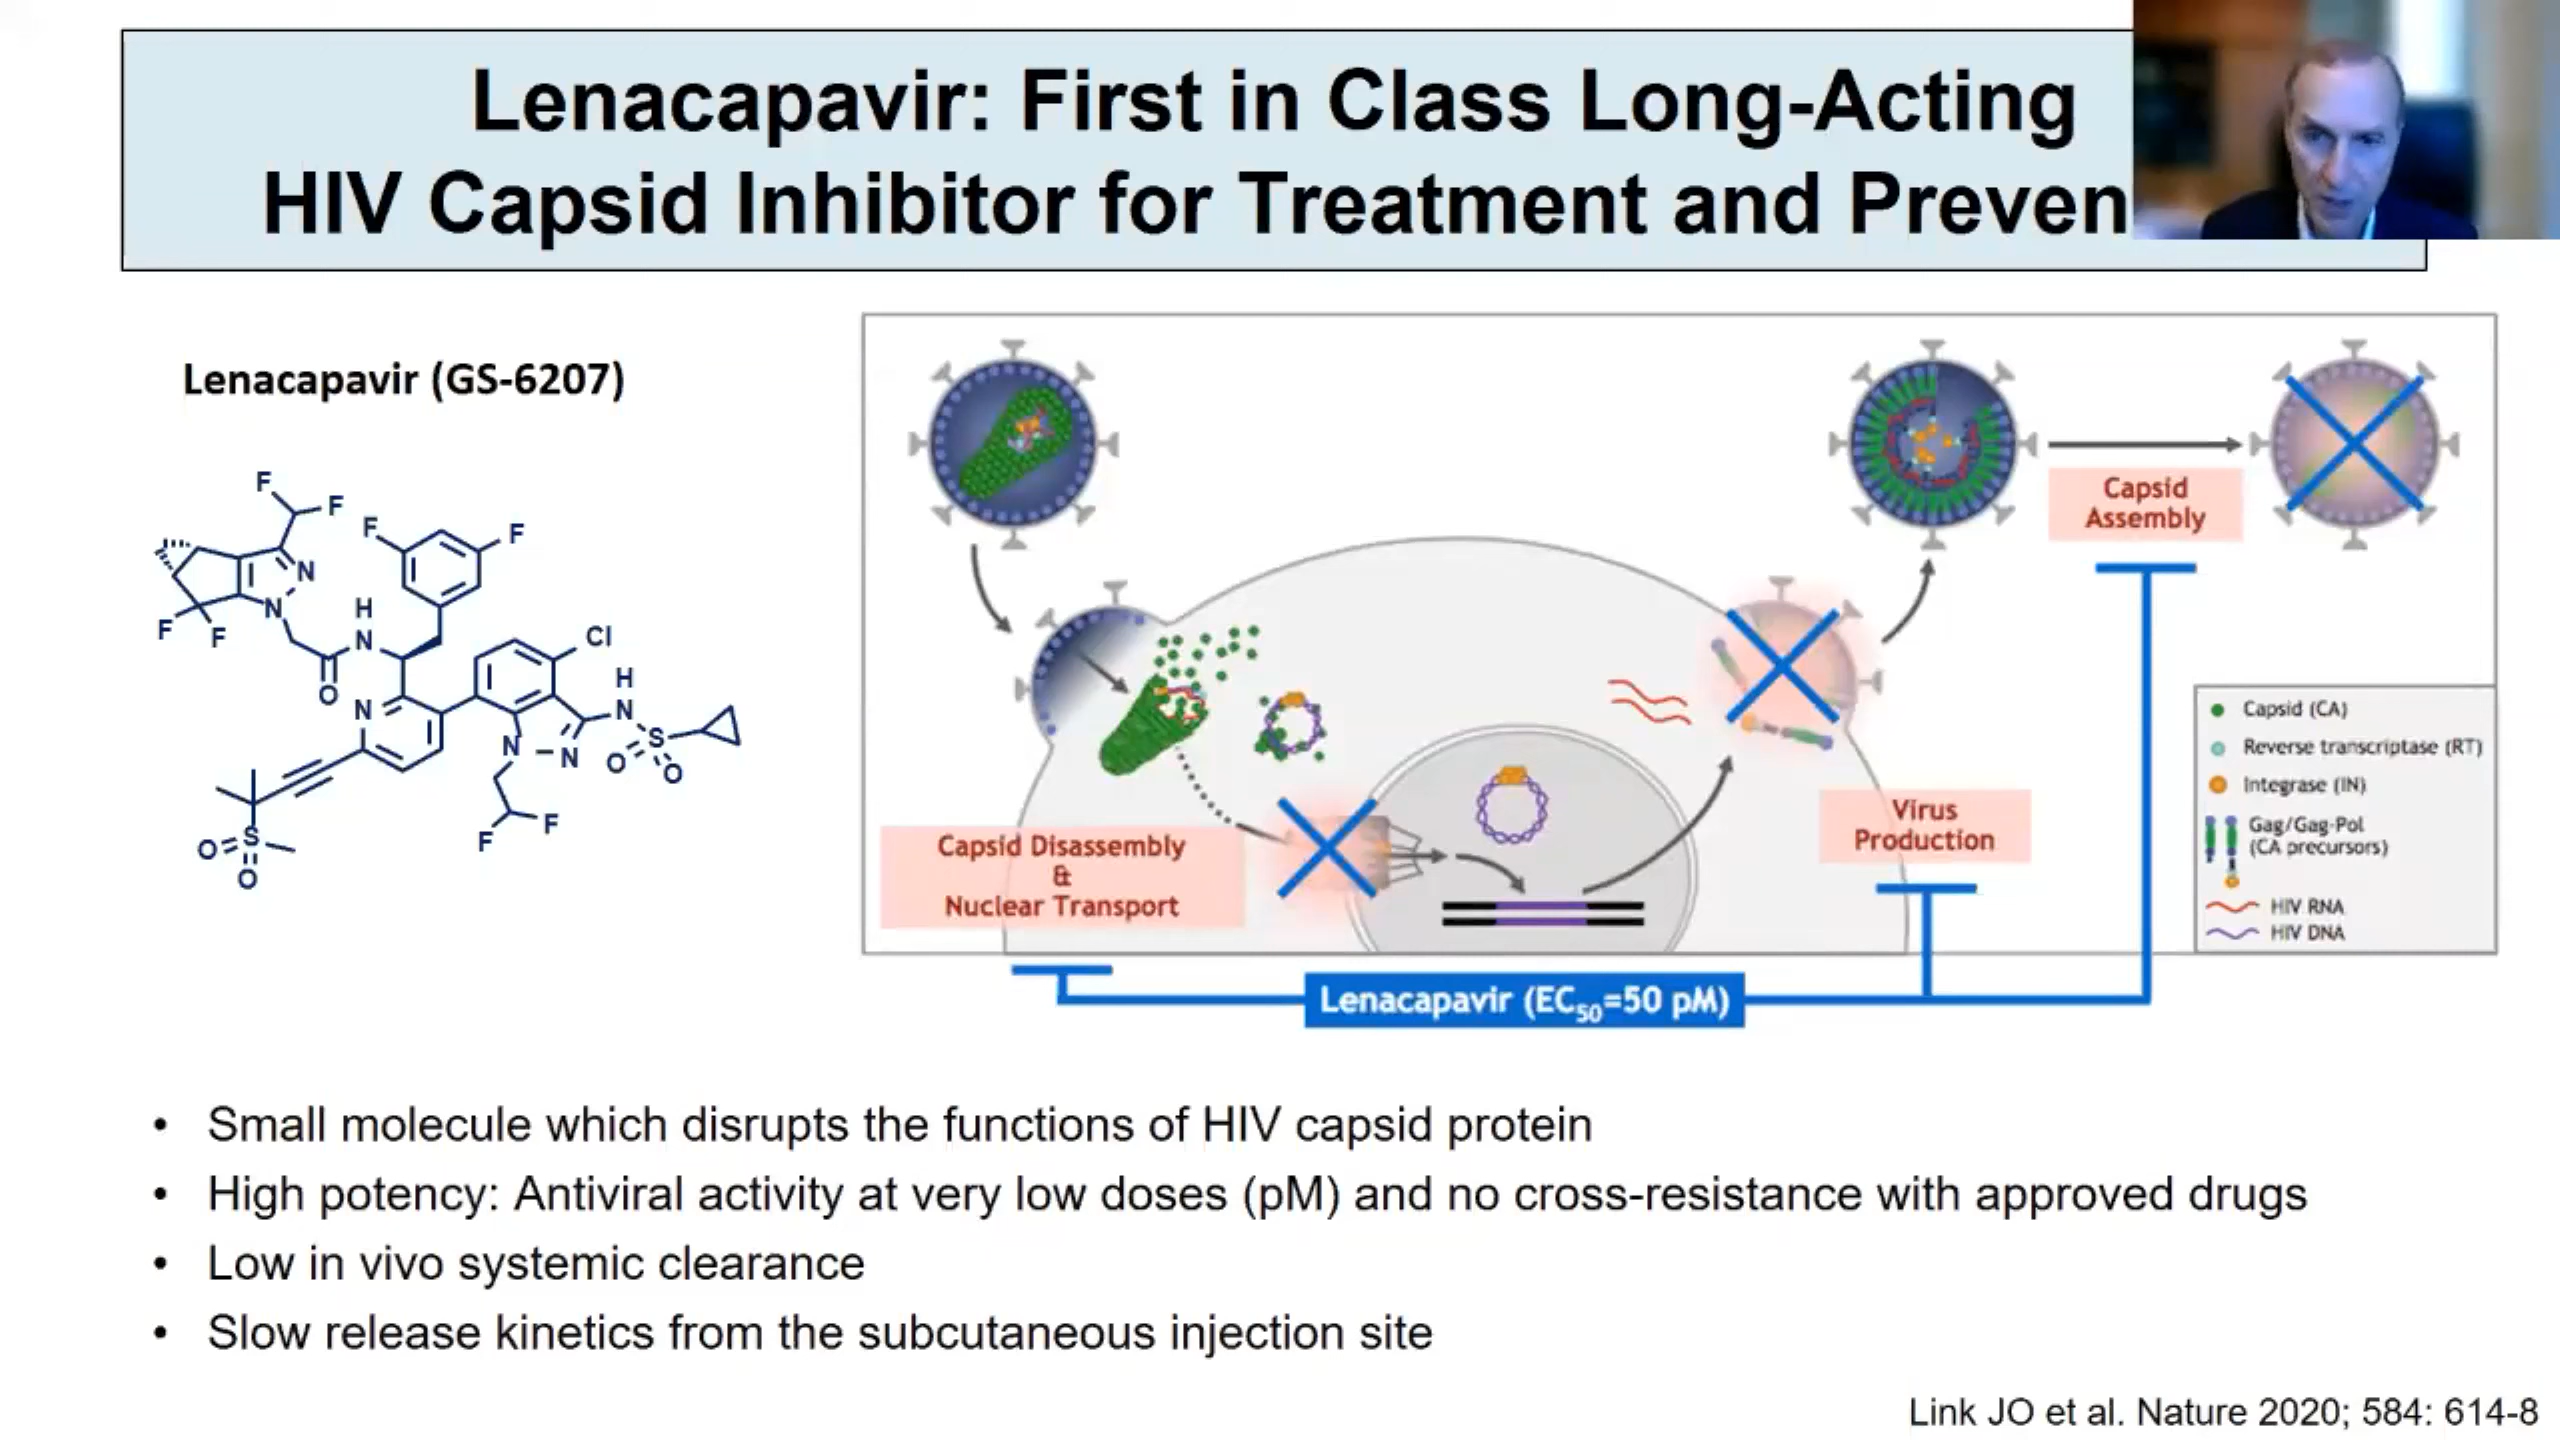 Lenacapavir: First in Class Long-Acting
HIV Capsid Inhibitor for Treatment and Preven
Lenacapavir (GS-6207)
F
F
F
F
N
N
F
F
H
N
O
Cl
H
N
N
N
N
S
O
O
F
F
O
S
O
Capsid
Assembly
Capsid Disassembly
&
Nuclear Transport
Virus
Production
Capsid (CA)
Reverse transcriptase (RT)
Integrase (IN)
Gag/Gag-Pol
(CA precursors)
HIV RNA
HIV DNA
Lenacapavir (EC50=50 pM)
• Small molecule which disrupts the functions of HIV capsid protein
• High potency: Antiviral activity at very low doses (pM) and no cross-resistance with approved drugs
• Low in vivo systemic clearance
• Slow release kinetics from the subcutaneous injection site
Link JO et al. Nature 2020; 584: 614-8